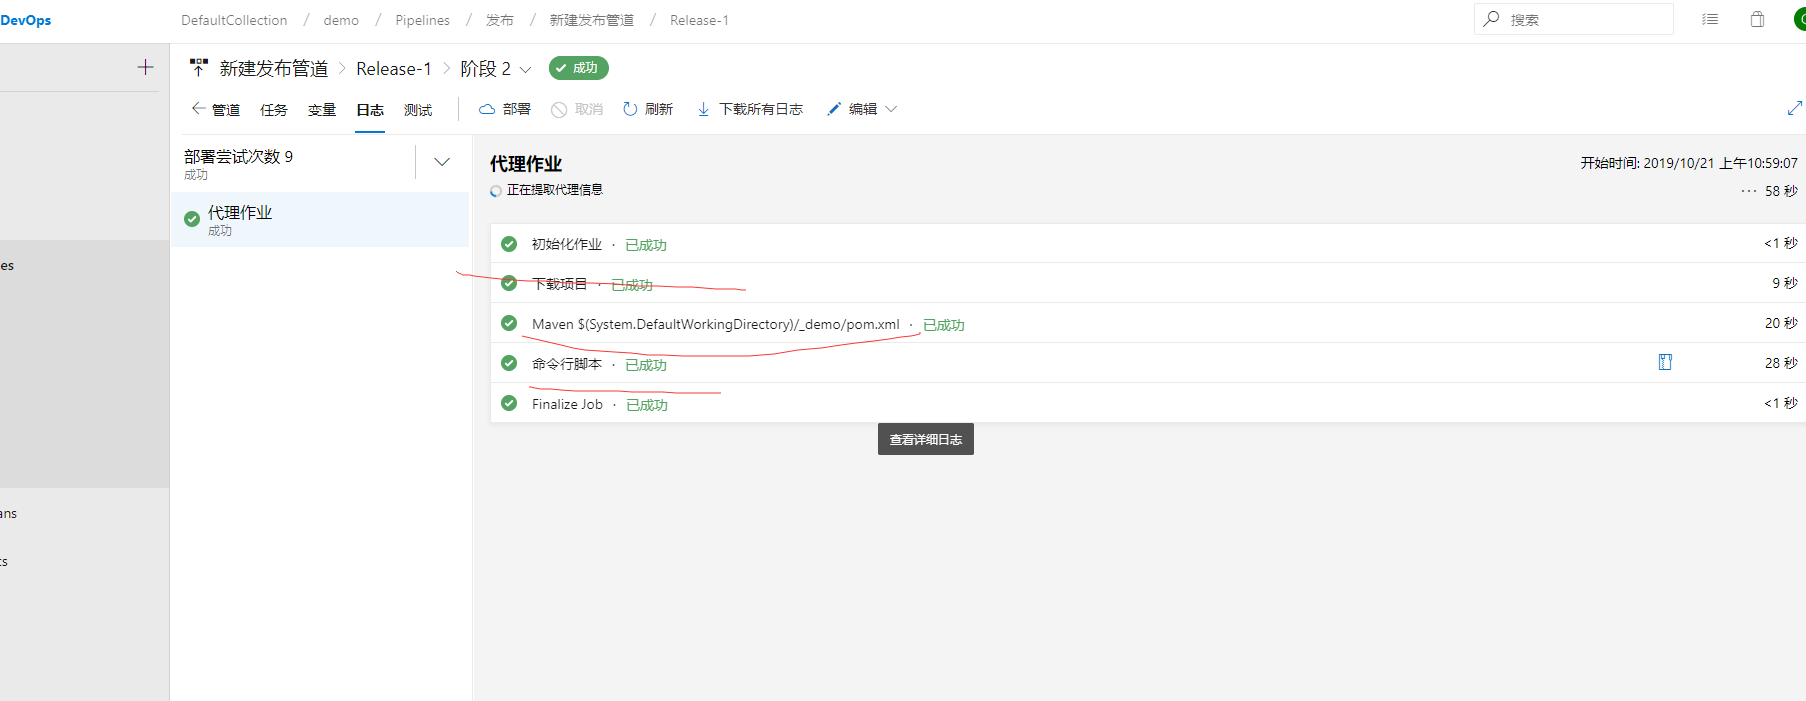 DevOps
DefaultCollection / demo / Pipelines / 发布 / 新建发布管道 / Release-1
搜索
新建发布管道 > Release-1 > 阶段 2 成功
管道 任务 变量 日志 测试 部署 取消 刷新 下载所有日志 编辑
部署尝试次数 9
成功
代理作业
成功
代理作业
开始时间: 2019/10/21 上午10:59:07
正在提取代理信息
··· 58 秒
初始化作业 · 已成功 <1 秒
下载项目 · 已成功 9 秒
Maven $(System.DefaultWorkingDirectory)/_demo/pom.xml · 已成功 20 秒
命令行脚本 · 已成功 28 秒
Finalize Job · 已成功 <1 秒
查看详细日志
es
ans
ts